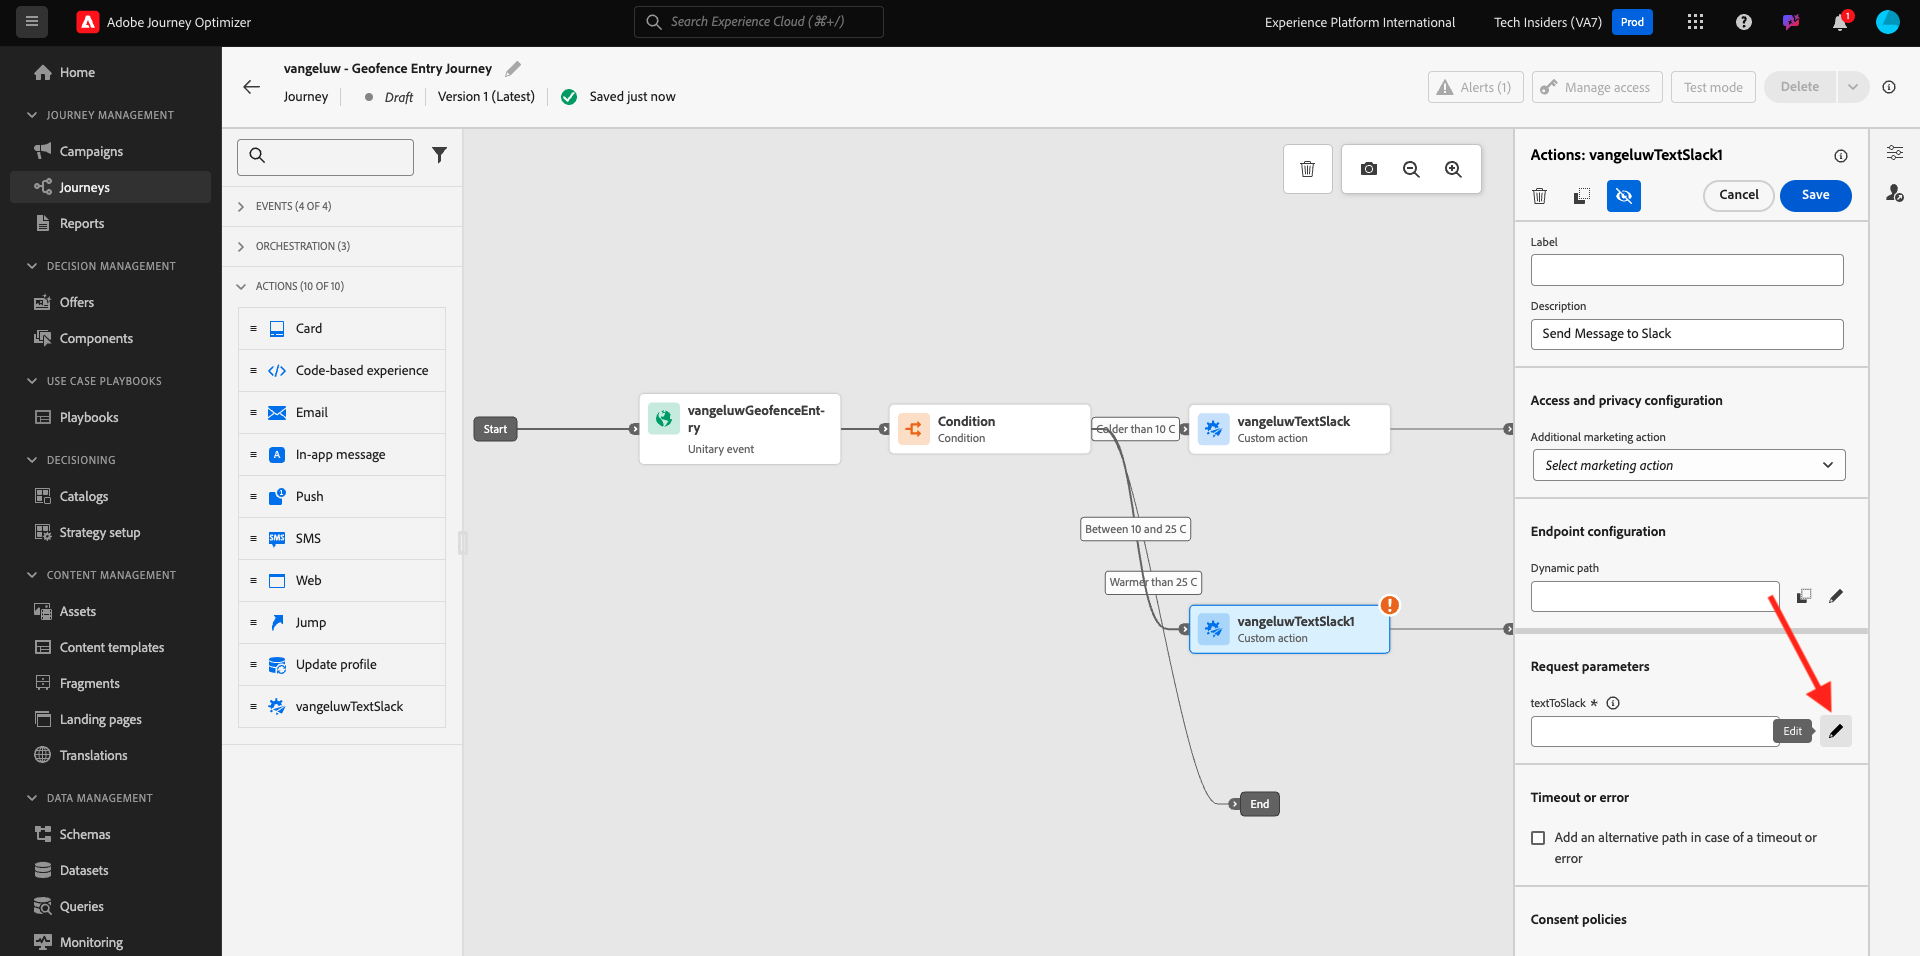 Adobe Journey Optimizer
Search Experience Cloud (⌘+/)
Experience Platform International
Tech Insiders (VA7)
Prod
1
Home
JOURNEY MANAGEMENT
Campaigns
Journeys
Reports
DECISION MANAGEMENT
Offers
Components
USE CASE PLAYBOOKS
Playbooks
DECISIONING
Catalogs
Strategy setup
CONTENT MANAGEMENT
Assets
Content templates
Fragments
Landing pages
Translations
DATA MANAGEMENT
Schemas
Datasets
Queries
Monitoring
vangeluw - Geofence Entry Journey
Journey
Draft
Version 1 (Latest)
Saved just now
Alerts (1)
Manage access
Test mode
Delete
EVENTS (4 OF 4)
ORCHESTRATION (3)
ACTIONS (10 OF 10)
Card
Code-based experience
Email
In-app message
Push
SMS
SMS
Web
Jump
Update profile
vangeluwTextSlack
Start
vangeluwGeofenceEnt-
ry
Unitary event
Condition
Condition
Colder than 10 C
vangeluwTextSlack
Custom action
Between 10 and 25 C
Warmer than 25 C
vangeluwTextSlack1
Custom action
End
Actions: vangeluwTextSlack1
Cancel
Save
Label
Description
Send Message to Slack
Access and privacy configuration
Additional marketing action
Select marketing action
Endpoint configuration
Dynamic path
Request parameters
textToSlack *
Edit
Timeout or error
Add an alternative path in case of a timeout or
error
Consent policies